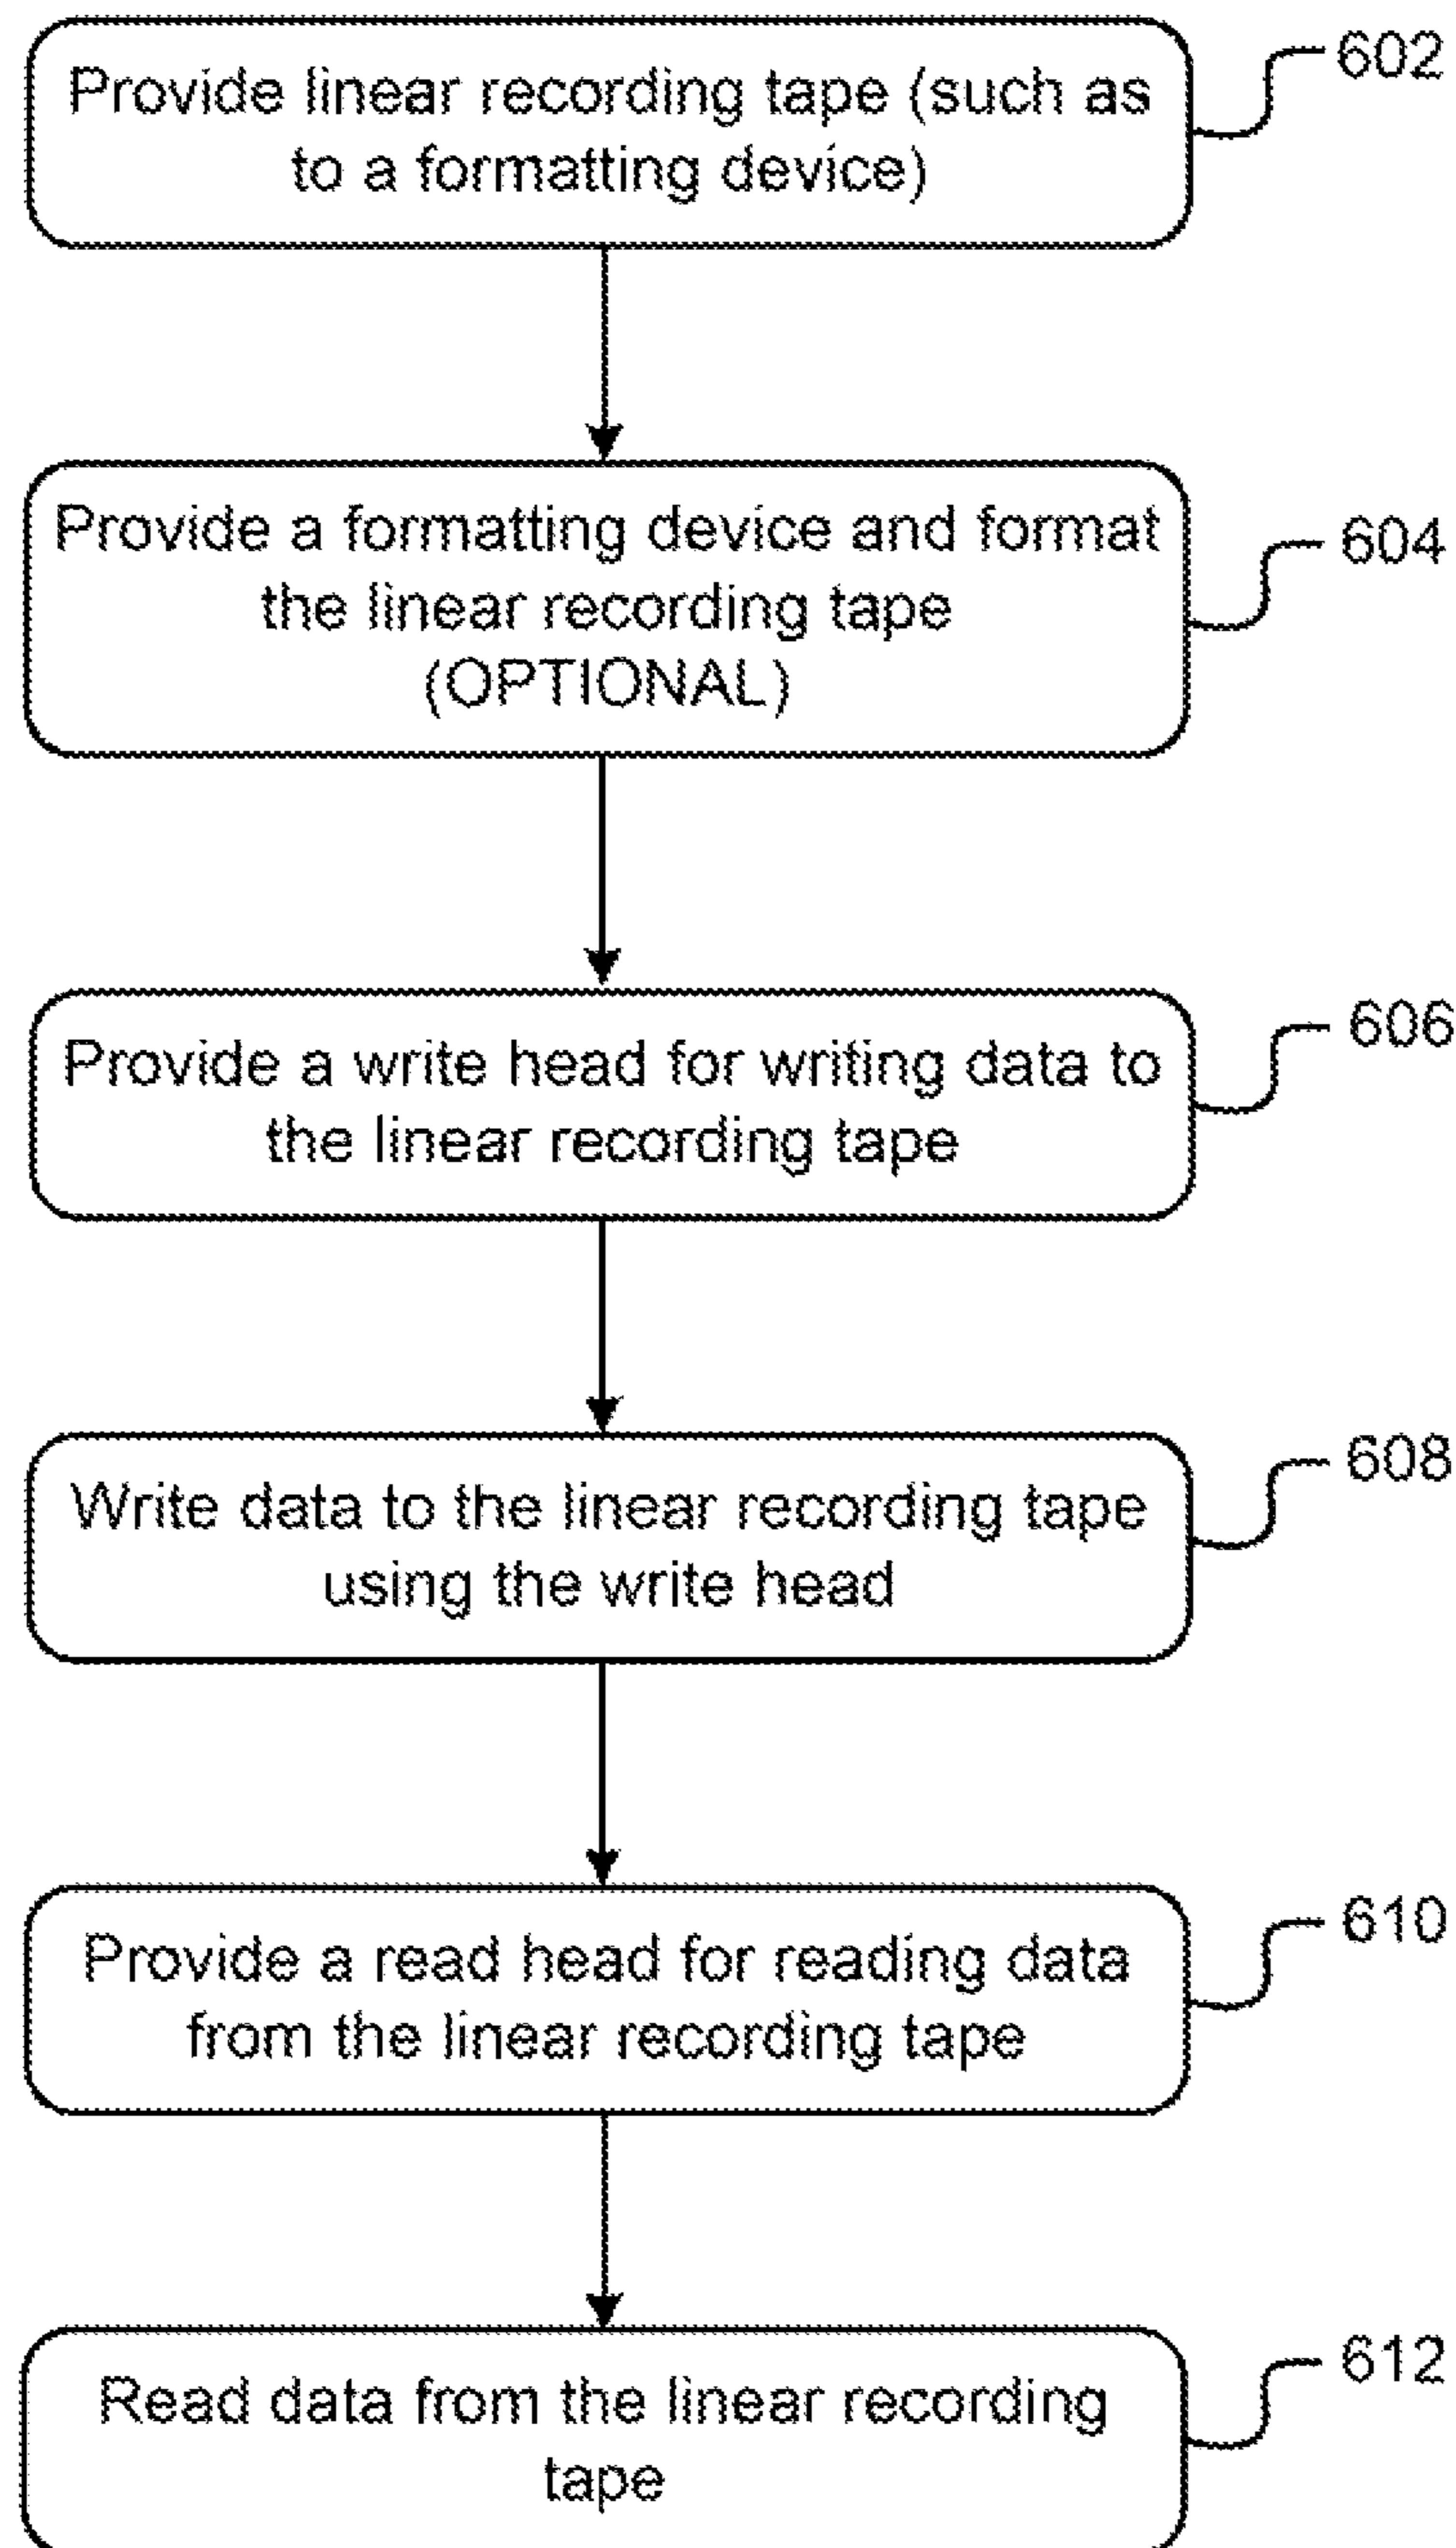 Provide linear recording tape (such as
to a formatting device)
602
Provide a formatting device and format
the linear recording tape
(OPTIONAL)
604
Provide a write head for writing data to
the linear recording tape
606
Write data to the linear recording tape
using the write head
608
Provide a read head for reading data
from the linear recording tape
610
Read data from the linear recording
tape
612